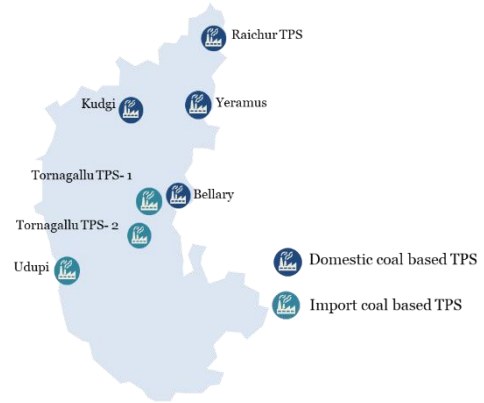 Raichur TPS
Kudgi
Yeramus
Tornagallu TPS- 1
Bellary
Tornagallu TPS- 2
Udupi
Domestic coal based TPS
Import coal based TPS